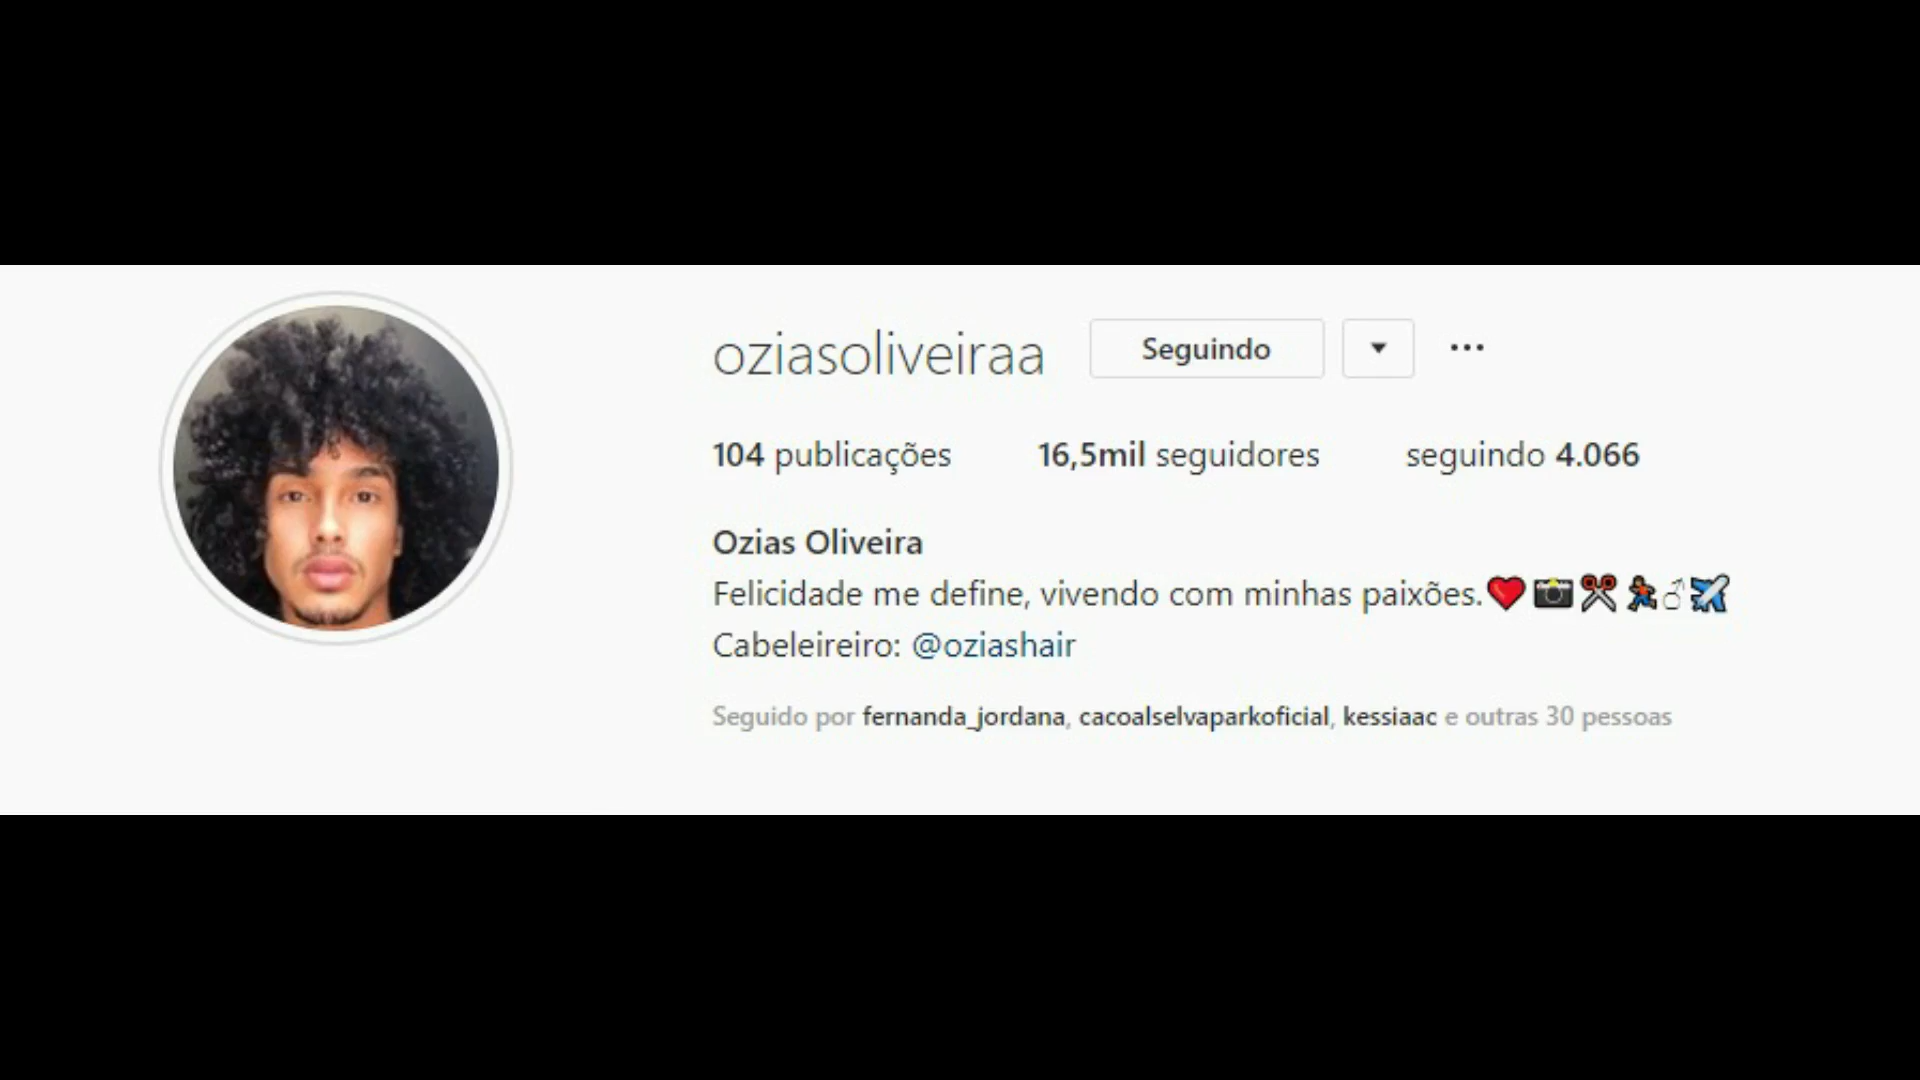 oziasoliveiraa Seguindo ▼ •••
104 publicações 16,5mil seguidores seguindo 4.066
Ozias Oliveira
Felicidade me define, vivendo com minhas paixões.❤️📷✂️🏃🏾♂✈️
Cabeleireiro: @oziashair
Seguido por fernanda_jordana, cacoalselvaparkoficial, kessiaac e outras 30 pessoas